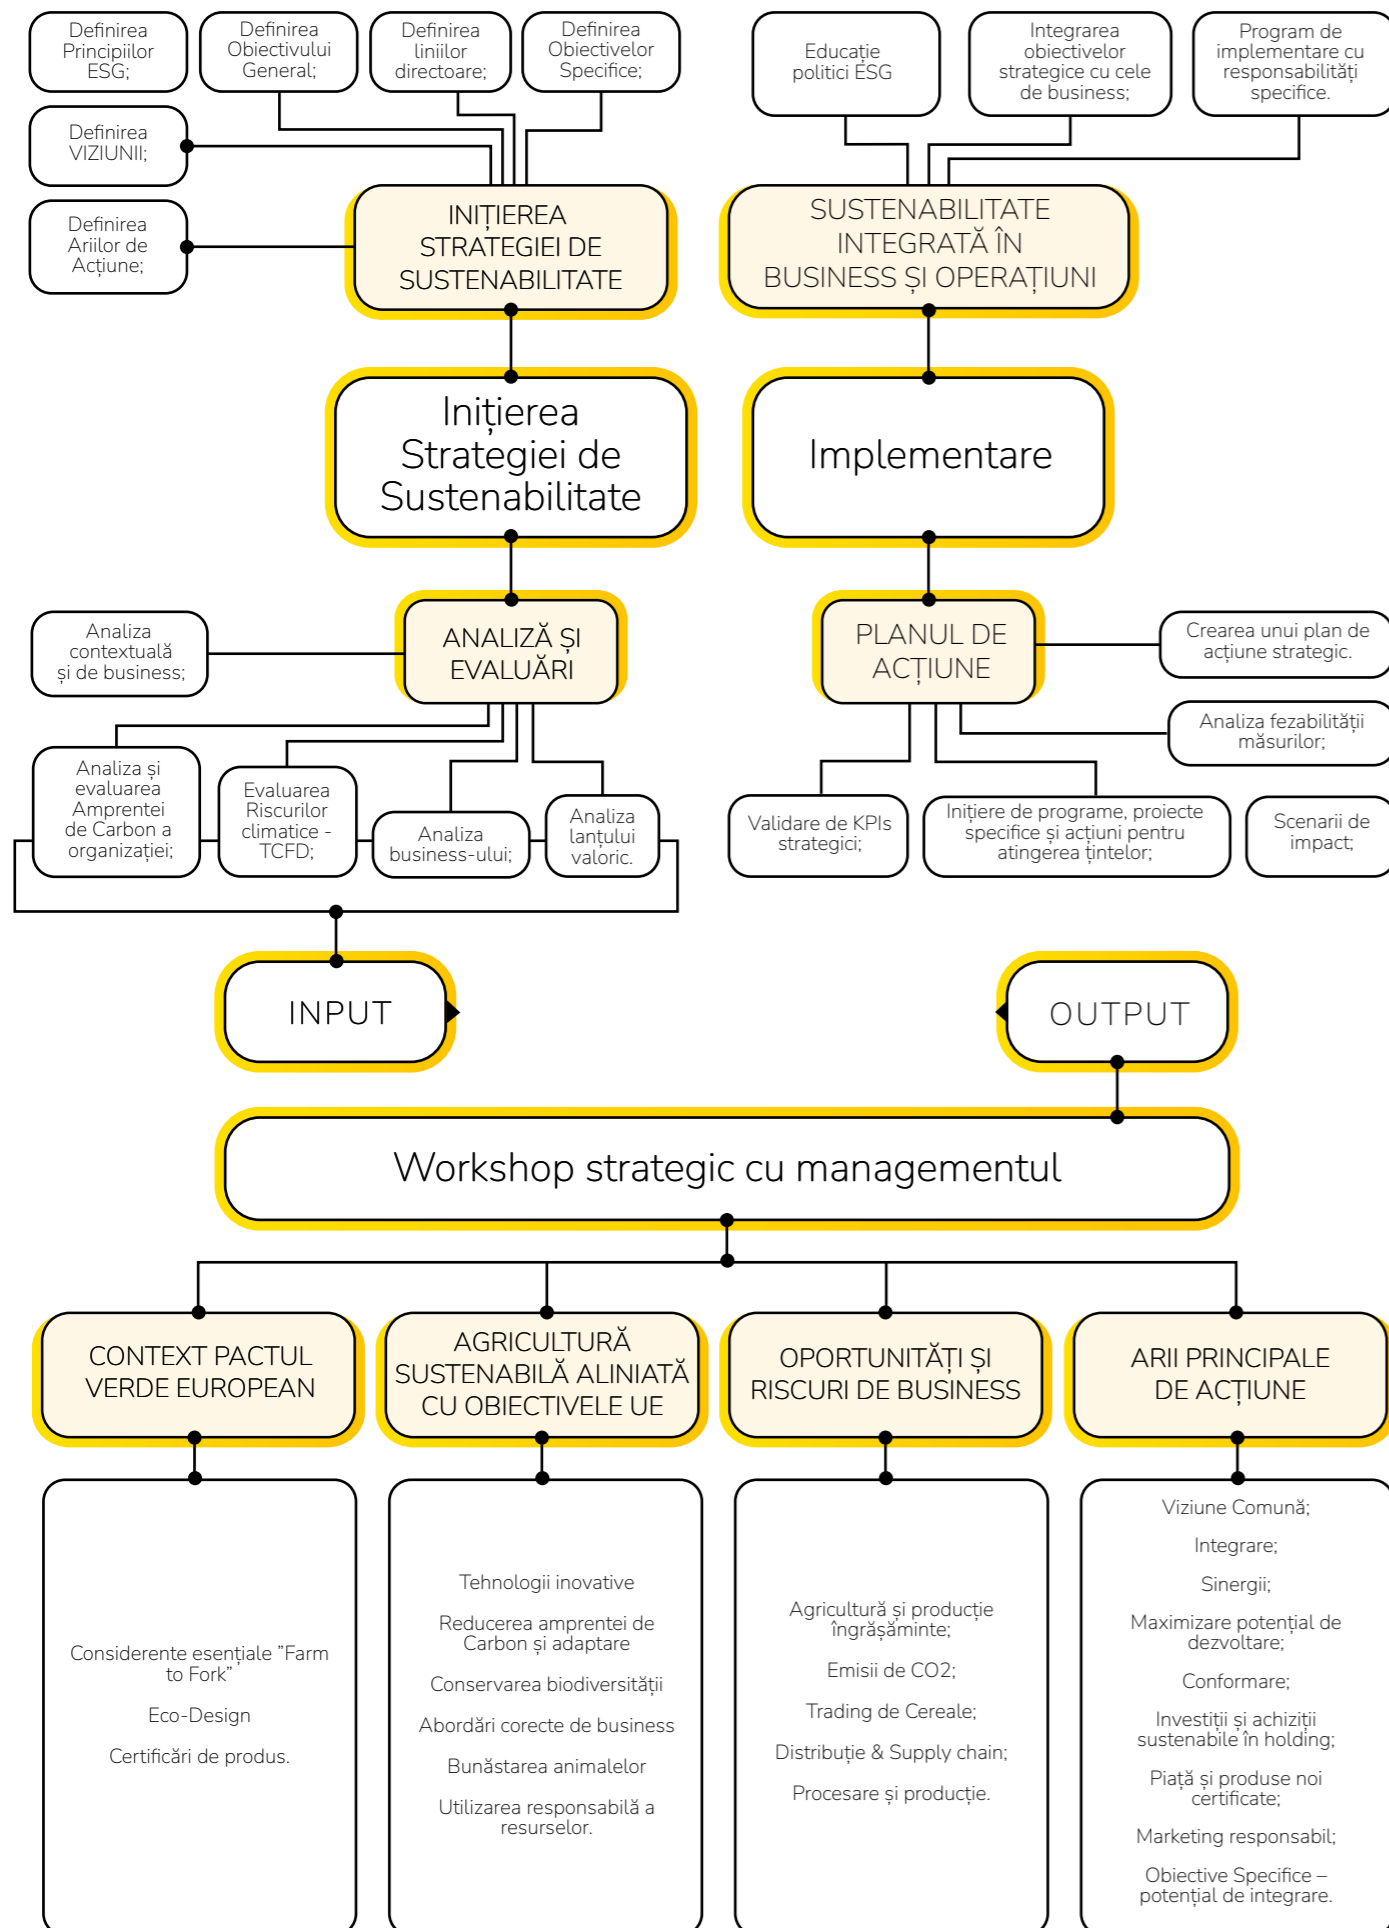 Definirea
Principiilor
ESG;
Definirea
Obiectivului
General;
Definirea
liniilor
directoare;
Definirea
Obiectivelor
Specifice;
Definirea
VIZIUNII;
Definirea
Ariilor de
Acțiune;
INIȚIEREA
STRATEGIEI DE
SUSTENABILITATE
Educație
politici ESG
Integrarea
obiectivelor
strategice cu cele
de business;
Program de
implementare cu
responsabilități
specifice.
SUSTENABILITATE
INTEGRATĂ ÎN
BUSINESS ȘI OPERAȚIUNI
Inițierea
Strategiei de
Sustenabilitate
Implementare
Analiza
contextuală
și de business;
ANALIZĂ ȘI
EVALUĂRI
PLANUL DE
ACȚIUNE
Crearea unui plan de
acțiune strategic.
Analiza fezabilității
măsurilor;
Analiza și
evaluarea
Amprentei
de Carbon a
organizației;
Evaluarea
Riscurilor
climatice -
TCFD;
Analiza
business-ului;
Analiza
lanțului
valoric.
Validare de KPIs
strategici;
Inițiere de programe, proiecte
specifice și acțiuni pentru
atingerea țintelor;
Scenarii de
impact;
INPUT
OUTPUT
Workshop strategic cu managementul
CONTEXT PACTUL
VERDE EUROPEAN
AGRICULTURĂ
SUSTENABILĂ ALINIATĂ
CU OBIECTIVELE UE
OPORTUNITĂȚI ȘI
RISCURI DE BUSINESS
ARII PRINCIPALE
DE ACȚIUNE
Considerente esențiale ”Farm
to Fork”
Eco-Design
Certificări de produs.
Tehnologii inovative
Reducerea amprentei de
Carbon și adaptare
Conservarea biodiversității
Abordări corecte de business
Bunăstarea animalelor
Utilizarea responsabilă a
resurselor.
Agricultură și producție
îngrășăminte;
Emisii de CO2;
Trading de Cereale;
Distribuție & Supply chain;
Procesare și producție.
Viziune Comună;
Integrare;
Sinergii;
Maximizare potențial de
dezvoltare;
Conformare;
Investiții și achiziții
sustenabile în holding;
Piață și produse noi
certificate;
Marketing responsabil;
Obiective Specifice –
potențial de integrare.